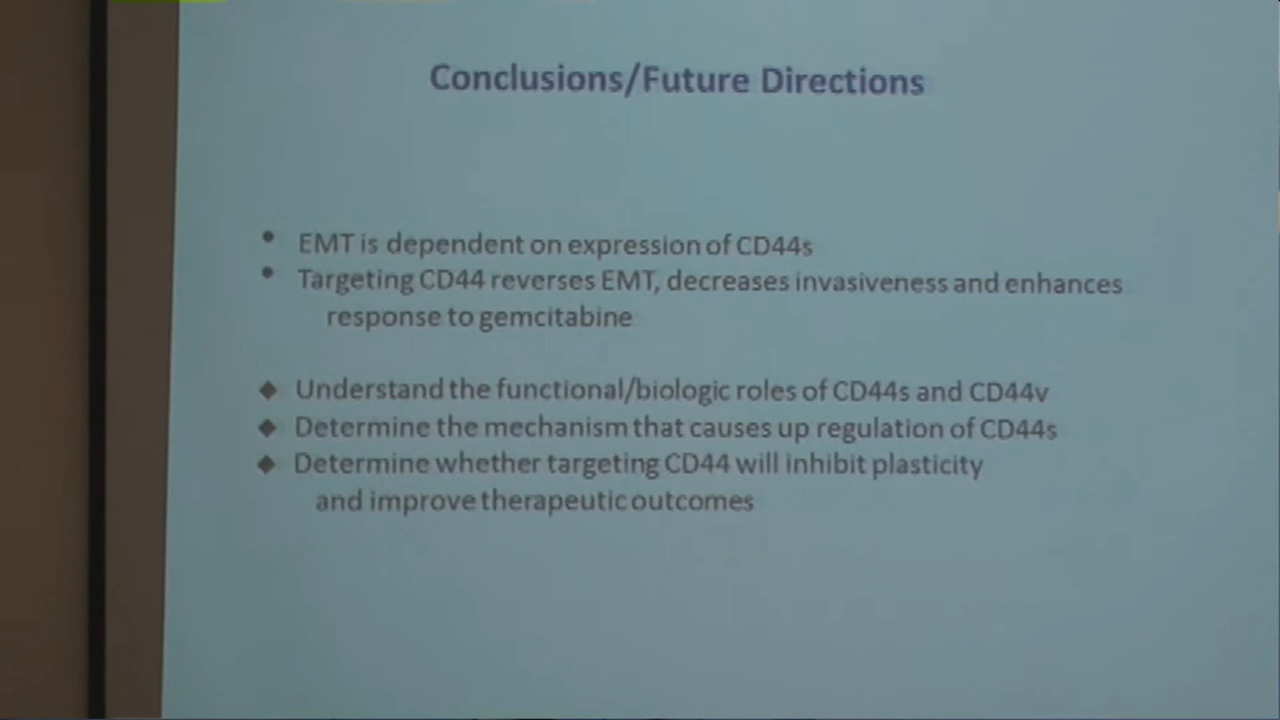 Conclusions/Future Directions
• EMT is dependent on expression of CD44s
• Targeting CD44 reverses EMT, decreases invasiveness and enhances
response to gemcitabine
◆ Understand the functional/biologic roles of CD44s and CD44v
◆ Determine the mechanism that causes up regulation of CD44s
◆ Determine whether targeting CD44 will inhibit plasticity
and improve therapeutic outcomes